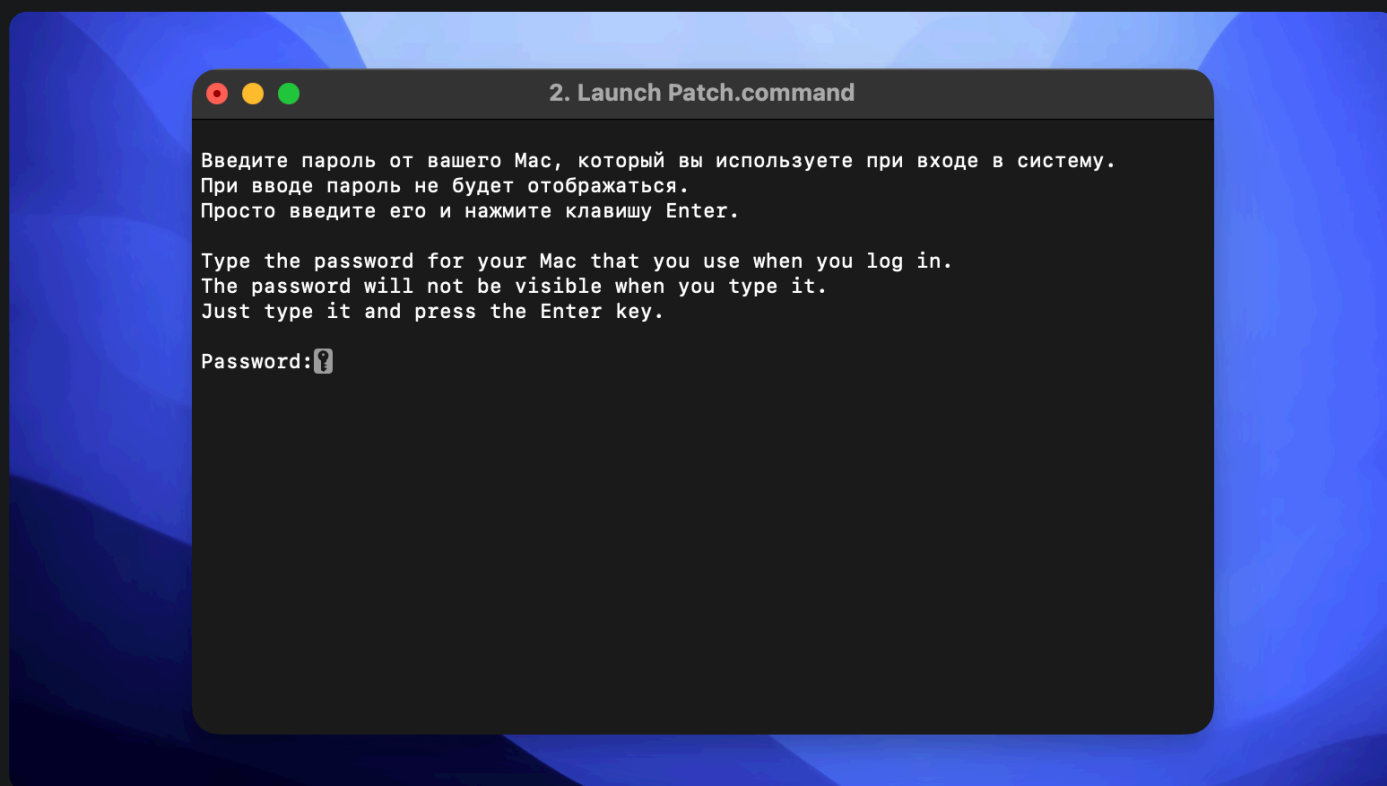 2. Launch Patch.command
Введите пароль от вашего Mac, который вы используете при входе в систему.
При вводе пароль не будет отображаться.
Просто введите его и нажмите клавишу Enter.
Type the password for your Mac that you use when you log in.
The password will not be visible when you type it.
Just type it and press the Enter key.
Password: